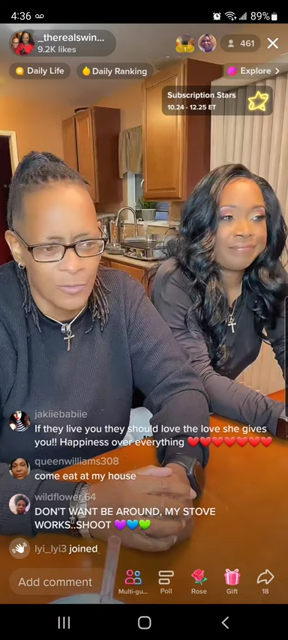 4:36
89%
_therealswin...
9.2K likes
461
Daily Life
Daily Ranking
Explore >
Subscription Stars
10.24 - 12.25 ET
jakiiebabiie
If they live you they should love the love she gives
you!! Happiness over everything ❤️❤️❤️❤️❤️❤️❤️
queenwilliams308
come eat at my house
wildflower_64
DON'T WANT BE AROUND, MY STOVE
WORKS..SHOOT 💜💙💚
lyi_lyi3 joined
Add comment
Multi-gu...
Poll
Rose
Gift
18